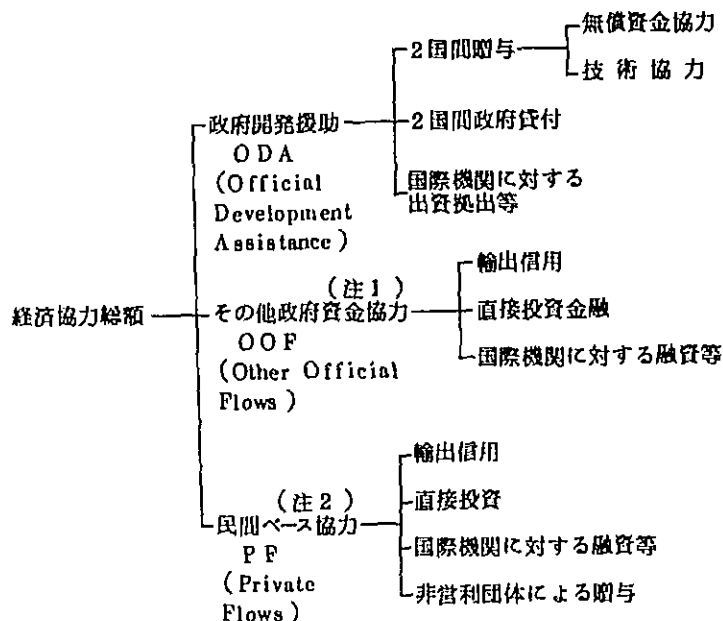 経済協力総額
政府開発援助
ODA
(Official
Development
Assistance)
2国間贈与
無償資金協力
技術協力
2国間政府貸付
国際機関に対する
出資拠出等
(注1)
その他政府資金協力
OOF
(Other Official
Flows)
輸出信用
直接投資金融
国際機関に対する融資等
(注2)
民間ベース協力
PF
(Private
Flows)
輸出信用
直接投資
国際機関に対する融資等
非営利団体による贈与